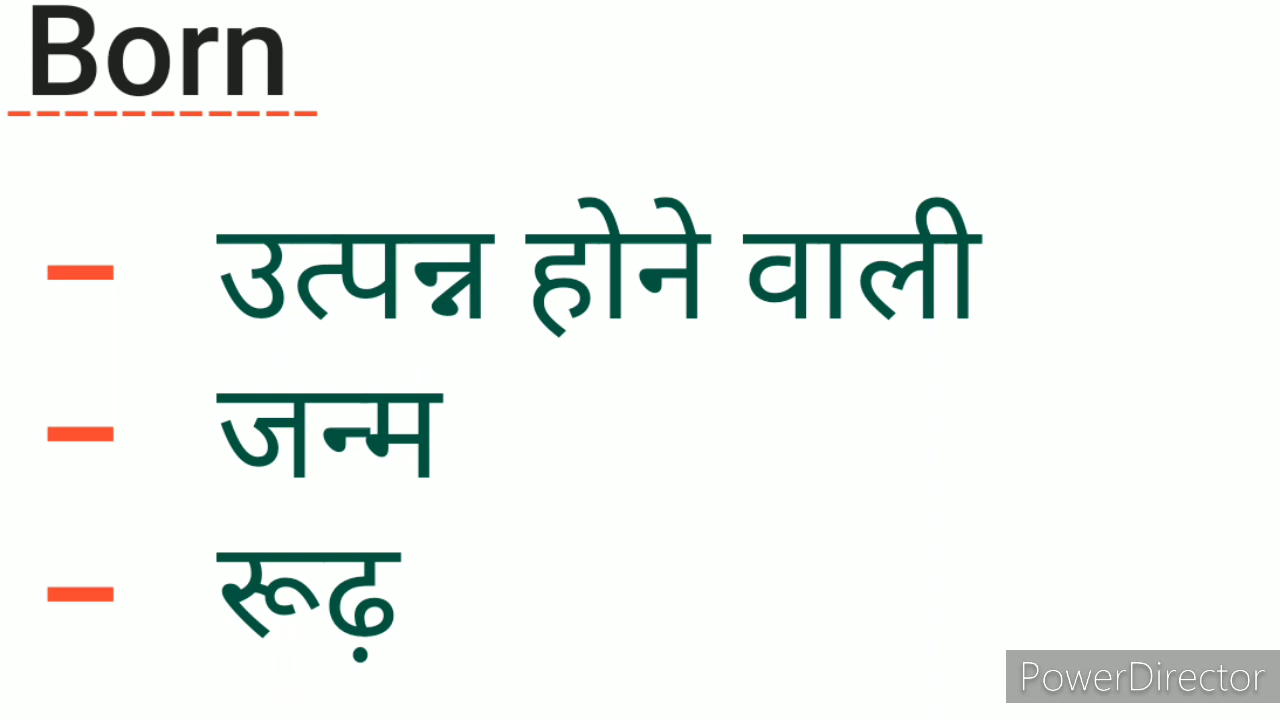 Born
– उत्पन्न होने वाली
– जन्म
– रूढ़
PowerDirector